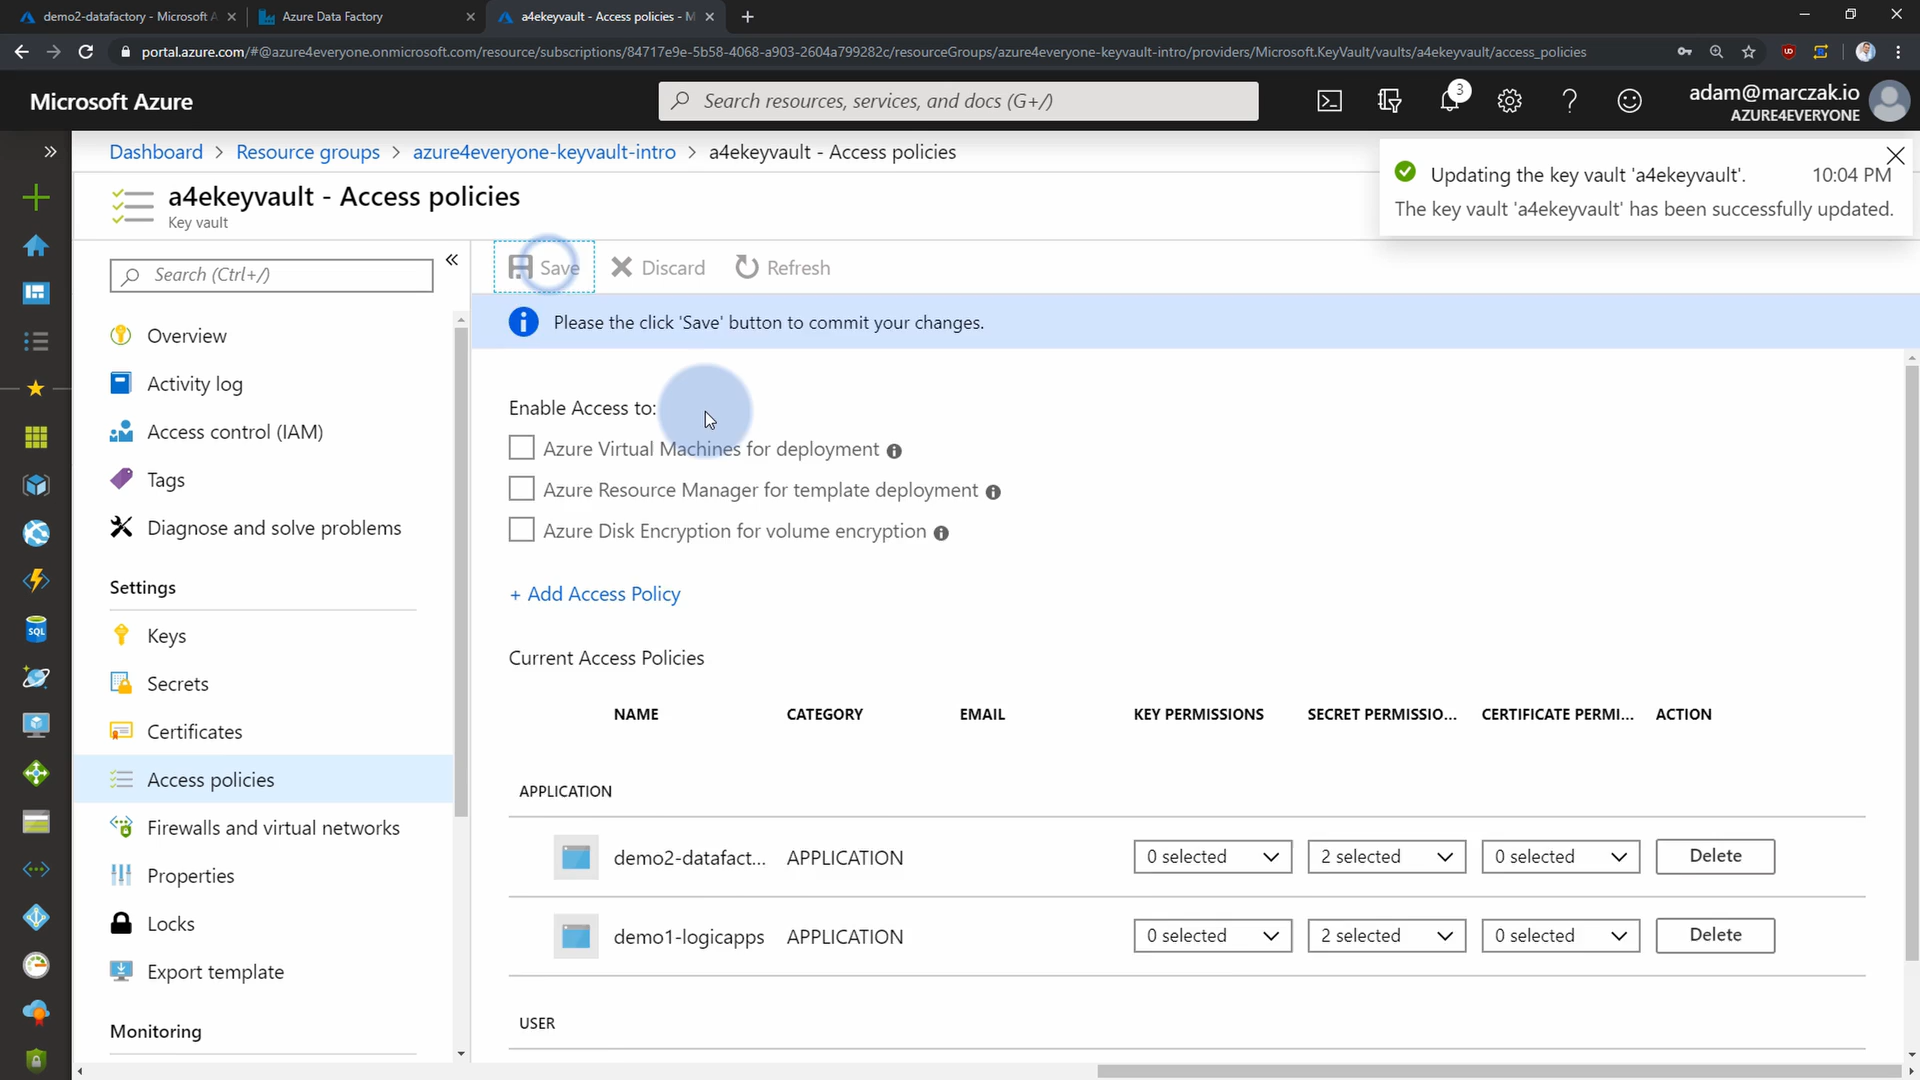 demo2-datafactory - Microsoft A
Azure Data Factory
a4ekeyvault - Access policies - M
portal.azure.com/#@azure4everyone.onmicrosoft.com/resource/subscriptions/84717e9e-5b58-4068-a903-2604a799282c/resourceGroups/azure4everyone-keyvault-intro/providers/Microsoft.KeyVault/vaults/a4ekeyvault/access_policies
Microsoft Azure
Search resources, services, and docs (G+/)
3
adam@marczak.io
AZURE4EVERYONE
Dashboard > Resource groups > azure4everyone-keyvault-intro > a4ekeyvault - Access policies
Updating the key vault 'a4ekeyvault'. 10:04 PM
The key vault 'a4ekeyvault' has been successfully updated.
a4ekeyvault - Access policies
Key vault
Search (Ctrl+/)
Overview
Activity log
Access control (IAM)
Tags
Diagnose and solve problems
Settings
Keys
Secrets
Certificates
Access policies
Firewalls and virtual networks
Properties
Locks
Export template
Monitoring
SQL
Save Discard Refresh
Please the click 'Save' button to commit your changes.
Enable Access to:
Azure Virtual Machines for deployment
Azure Resource Manager for template deployment
Azure Disk Encryption for volume encryption
+ Add Access Policy
Current Access Policies
NAME CATEGORY EMAIL KEY PERMISSIONS SECRET PERMISSIO... CERTIFICATE PERMI... ACTION
APPLICATION
demo2-datafact... APPLICATION 0 selected 2 selected 0 selected Delete
demo1-logicapps APPLICATION 0 selected 2 selected 0 selected Delete
USER